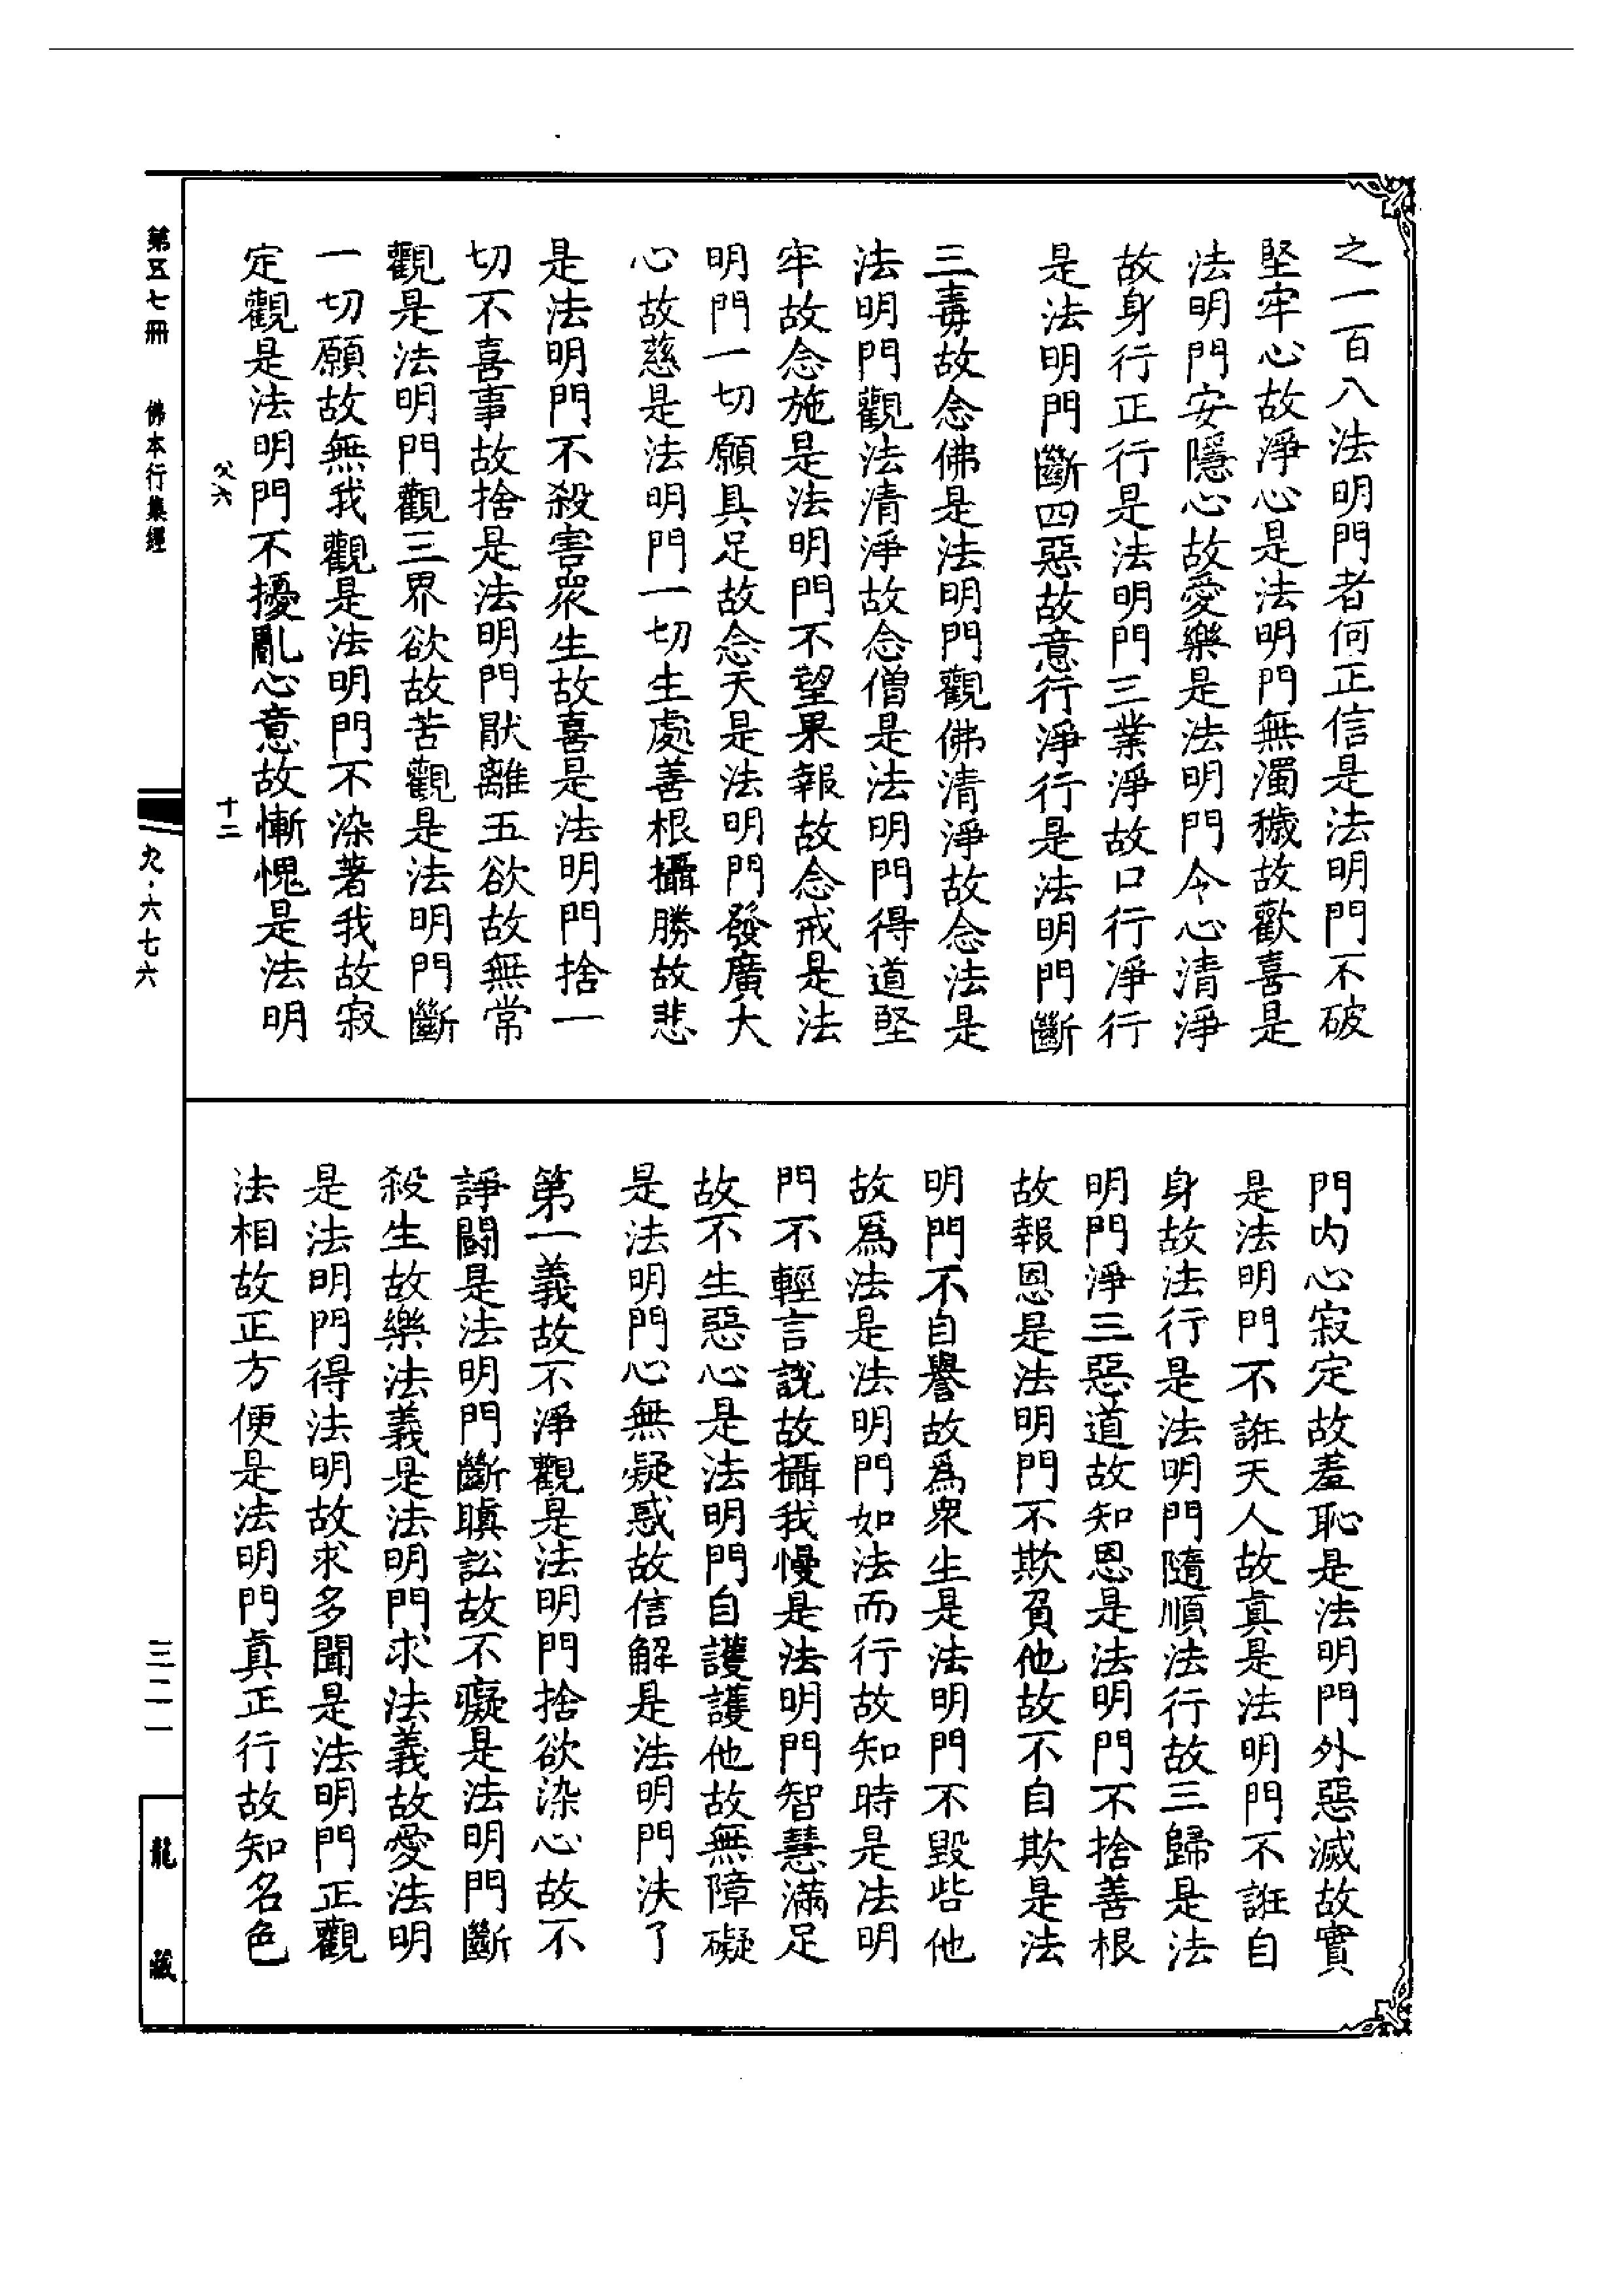 之一百八法明門者何正信是法明門不破
堅牢心故淨心是法明門無濁穢故歡喜是
法明門安隱心故愛樂是法明門令心清淨
故身行正行是法明門三業淨故口行淨行
是法明門斷四惡故意行淨行是法明門斷
三毒故念佛是法明門觀佛清淨故念法是
法明門觀法清淨故念僧是法明門得道堅
牢故念施是法明門不望果報故念戒是法
明門一切願具足故念天是法明門發廣大
心故慈是法明門一切生處善根攝勝故悲
是法明門不殺害眾生故喜是法明門捨一
切不喜事故捨是法明門猒離五欲故無常
觀是法明門觀三界欲故苦觀是法明門斷
一切願故無我觀是法明門不染著我故寂
定觀是法明門不擾亂心意故慚愧是法明
父六
十二
門內心寂定故羞恥是法明門外惡滅故實
是法明門不誑天人故真是法明門不誑自
身故法行是法明門隨順法行故三歸是法
明門淨三惡道故知恩是法明門不捨善根
故報恩是法明門不欺負他故不自欺是法
明門不自譽故為眾生是法明門不毀呰他
故為法是法明門如法而行故知時是法明
門不輕言說故攝我慢是法明門智慧滿足
故不生惡心是法明門自護護他故無障礙
是法明門心無疑惑故信解是法明門決了
第一義故不淨觀是法明門捨欲染心故不
諍鬪是法明門斷瞋訟故不癡是法明門斷
殺生故樂法義是法明門求法義故愛法明
是法明門得法明故求多聞是法明門正觀
法相故正方便是法明門真正行故知名色
第五七冊 佛本行集經
九·六七六
三二一
龍藏